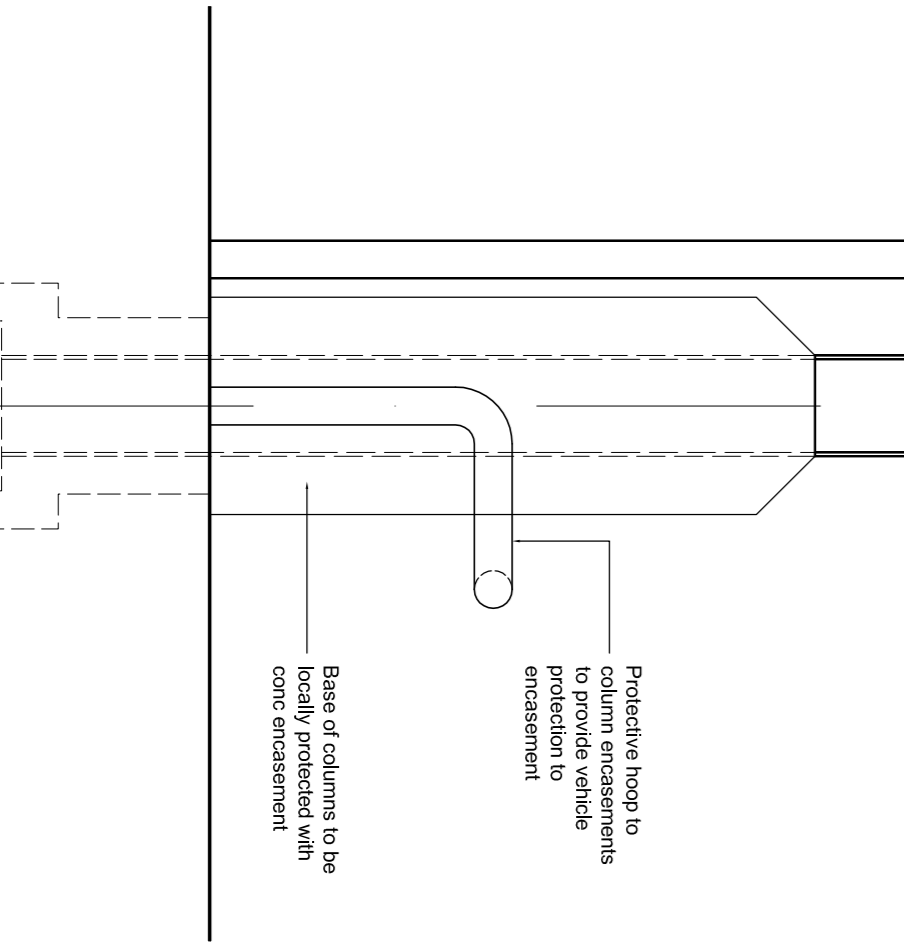 Protective hoop to
column encasements
to provide vehicle
protection to
encasement
Base of columns to be
locally protected with
conc encasement